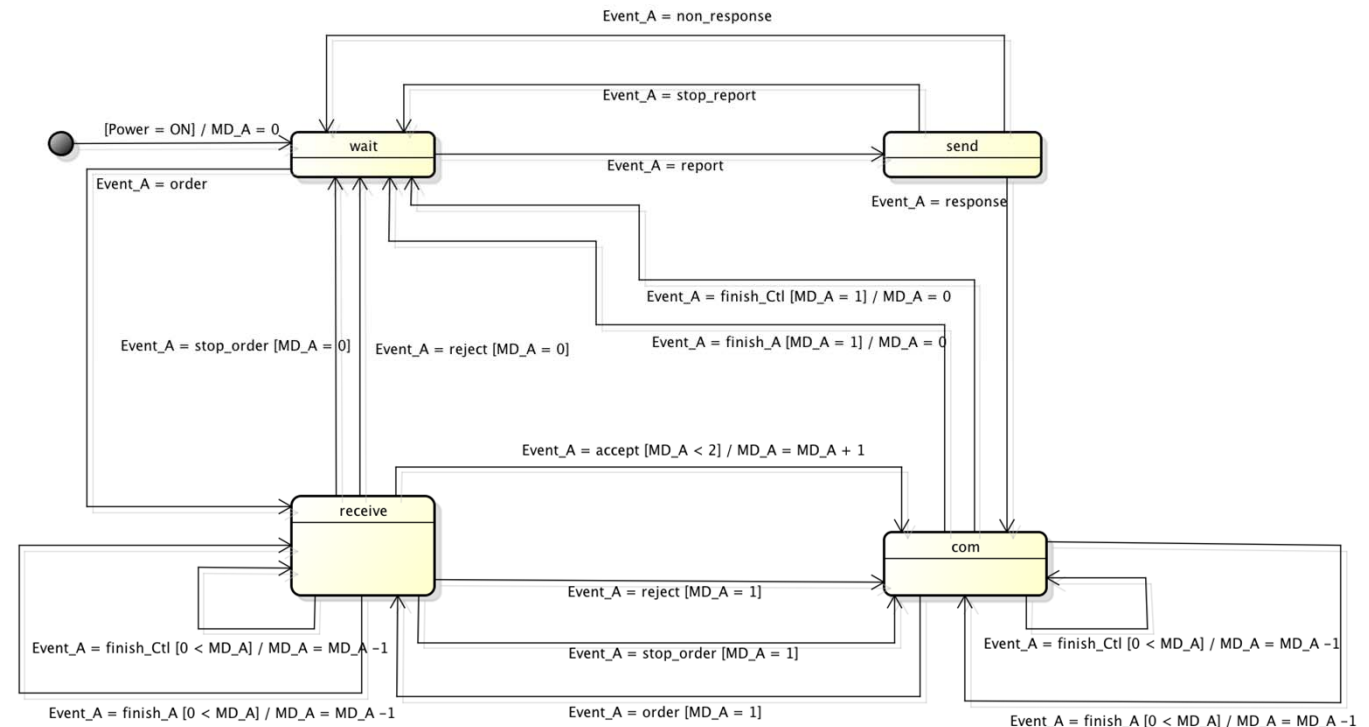 Event_A = non_response
Event_A = stop_report
[Power = ON] / MD_A = 0
wait
send
Event_A = report
Event_A = order
Event_A = response
Event_A = finish_Ctl [MD_A = 1] / MD_A = 0
Event_A = finish_A [MD_A = 1] / MD_A = 0
Event_A = stop_order [MD_A = 0]
Event_A = reject [MD_A = 0]
Event_A = accept [MD_A < 2] / MD_A = MD_A + 1
receive
com
Event_A = reject [MD_A = 1]
Event_A = finish_Ctl [0 < MD_A] / MD_A = MD_A -1
Event_A = stop_order [MD_A = 1]
Event_A = finish_Ctl [0 < MD_A] / MD_A = MD_A -1
Event_A = finish_A [0 < MD_A] / MD_A = MD_A -1
Event_A = order [MD_A = 1]
Event_A = finish_A [0 < MD_A] / MD_A = MD_A -1